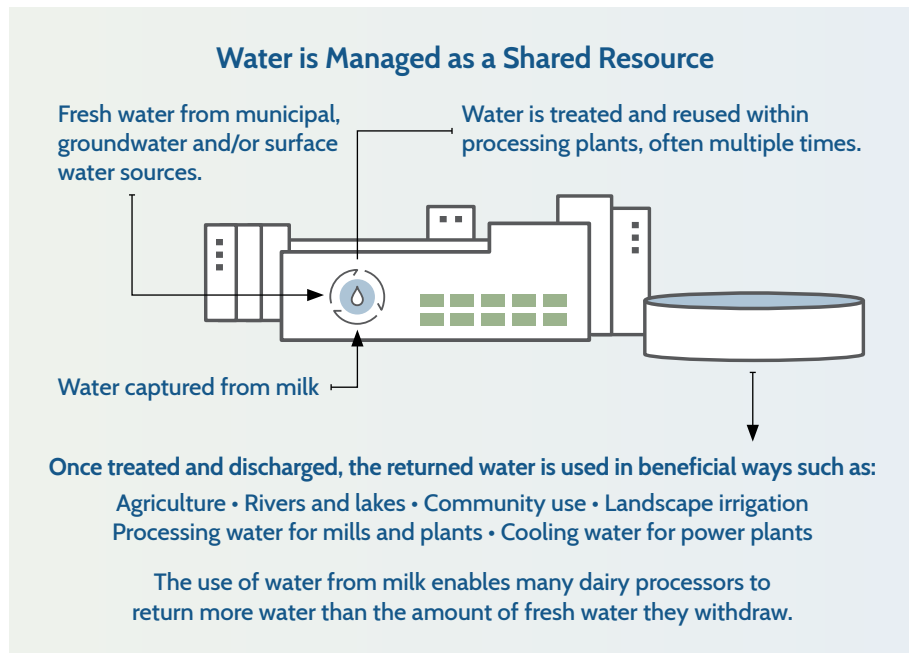 Water is Managed as a Shared Resource
Fresh water from municipal,
groundwater and/or surface
water sources.
Water is treated and reused within
processing plants, often multiple times.
Water captured from milk
Once treated and discharged, the returned water is used in beneficial ways such as:
Agriculture • Rivers and lakes • Community use • Landscape irrigation
Processing water for mills and plants • Cooling water for power plants
The use of water from milk enables many dairy processors to
return more water than the amount of fresh water they withdraw.